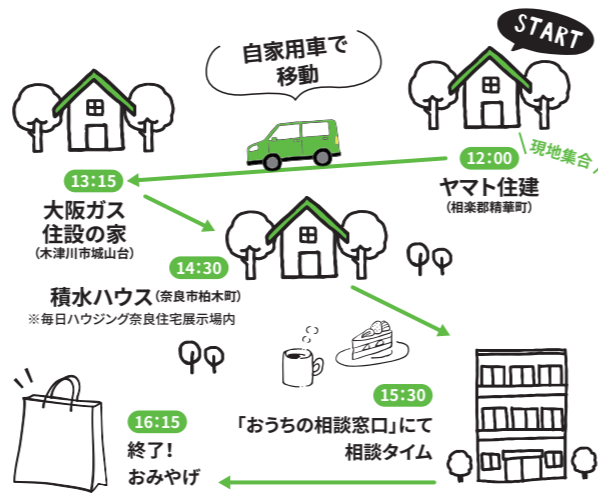 START
自家用車で
移動
12:00
現地集合
ヤマト住建
(相楽郡精華町)
13:15
大阪ガス
住設の家
(木津川市城山台)
14:30
積水ハウス(奈良市柏木町)
※毎日ハウジング奈良住宅展示場内
15:30
「おうちの相談窓口」にて
相談タイム
16:15
終了!
おみやげ